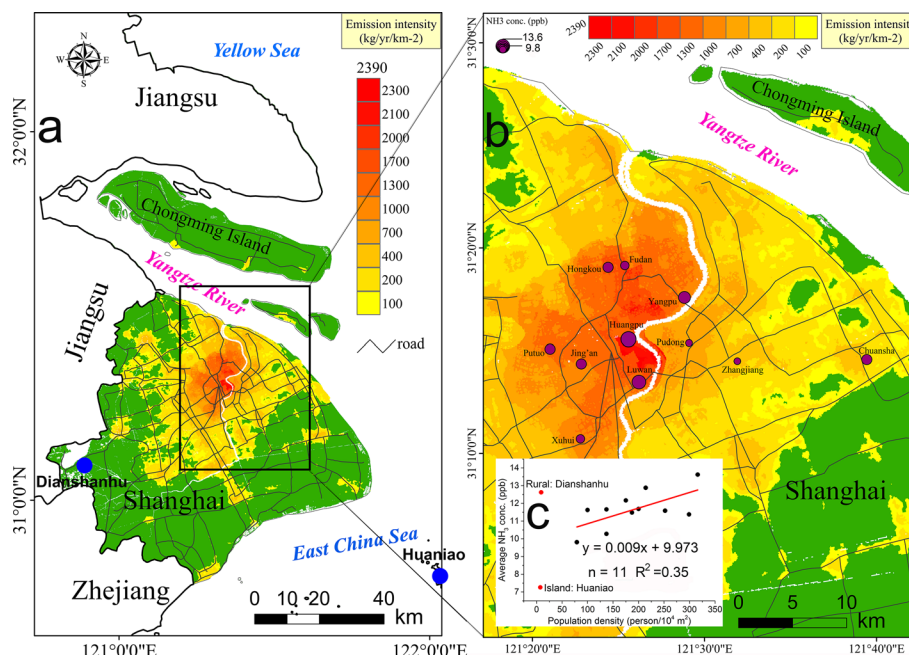 Emission intensity
(kg/yr/km-2)
2390
2300
2100
2000
1700
1300
1000
700
400
200
100
road
N
W E
S
a
Yellow Sea
Jiangsu
Chongming Island
Yangtze River
Jiangsu
Dianshanhu
Shanghai
East China Sea
Huaniao
Zhejiang
0 10 20 40
km
32°0'0"N
31°0'0"N
121°0'0"E
122°0'0"E
NH3 conc. (ppb)
13.6
9.8
2390
2300
2100
2000
1700
1300
1000
700
400
200
100
Emission intensity
(kg/yr/km-2)
b
Chongming Island
Yangtze River
Hongkou
Fudan
Yangpu
Huangpu
Pudong
Putuo
Jing'an
Luwan
Zhangjiang
Chuansha
Xuhui
Shanghai
0 5 10
km
31°30'0"N
31°20'0"N
31°10'0"N
121°20'0"E
121°30'0"E
121°40'0"E
C
Rural: Dianshanhu
y = 0.009x + 9.973
n = 11 R² =0.35
Island: Huaniao
Average NH₃ conc. (ppb)
14
13
12
11
10
9
8
7
0 50 100 150 200 250 300 350
Population density (person/10⁴ m²)